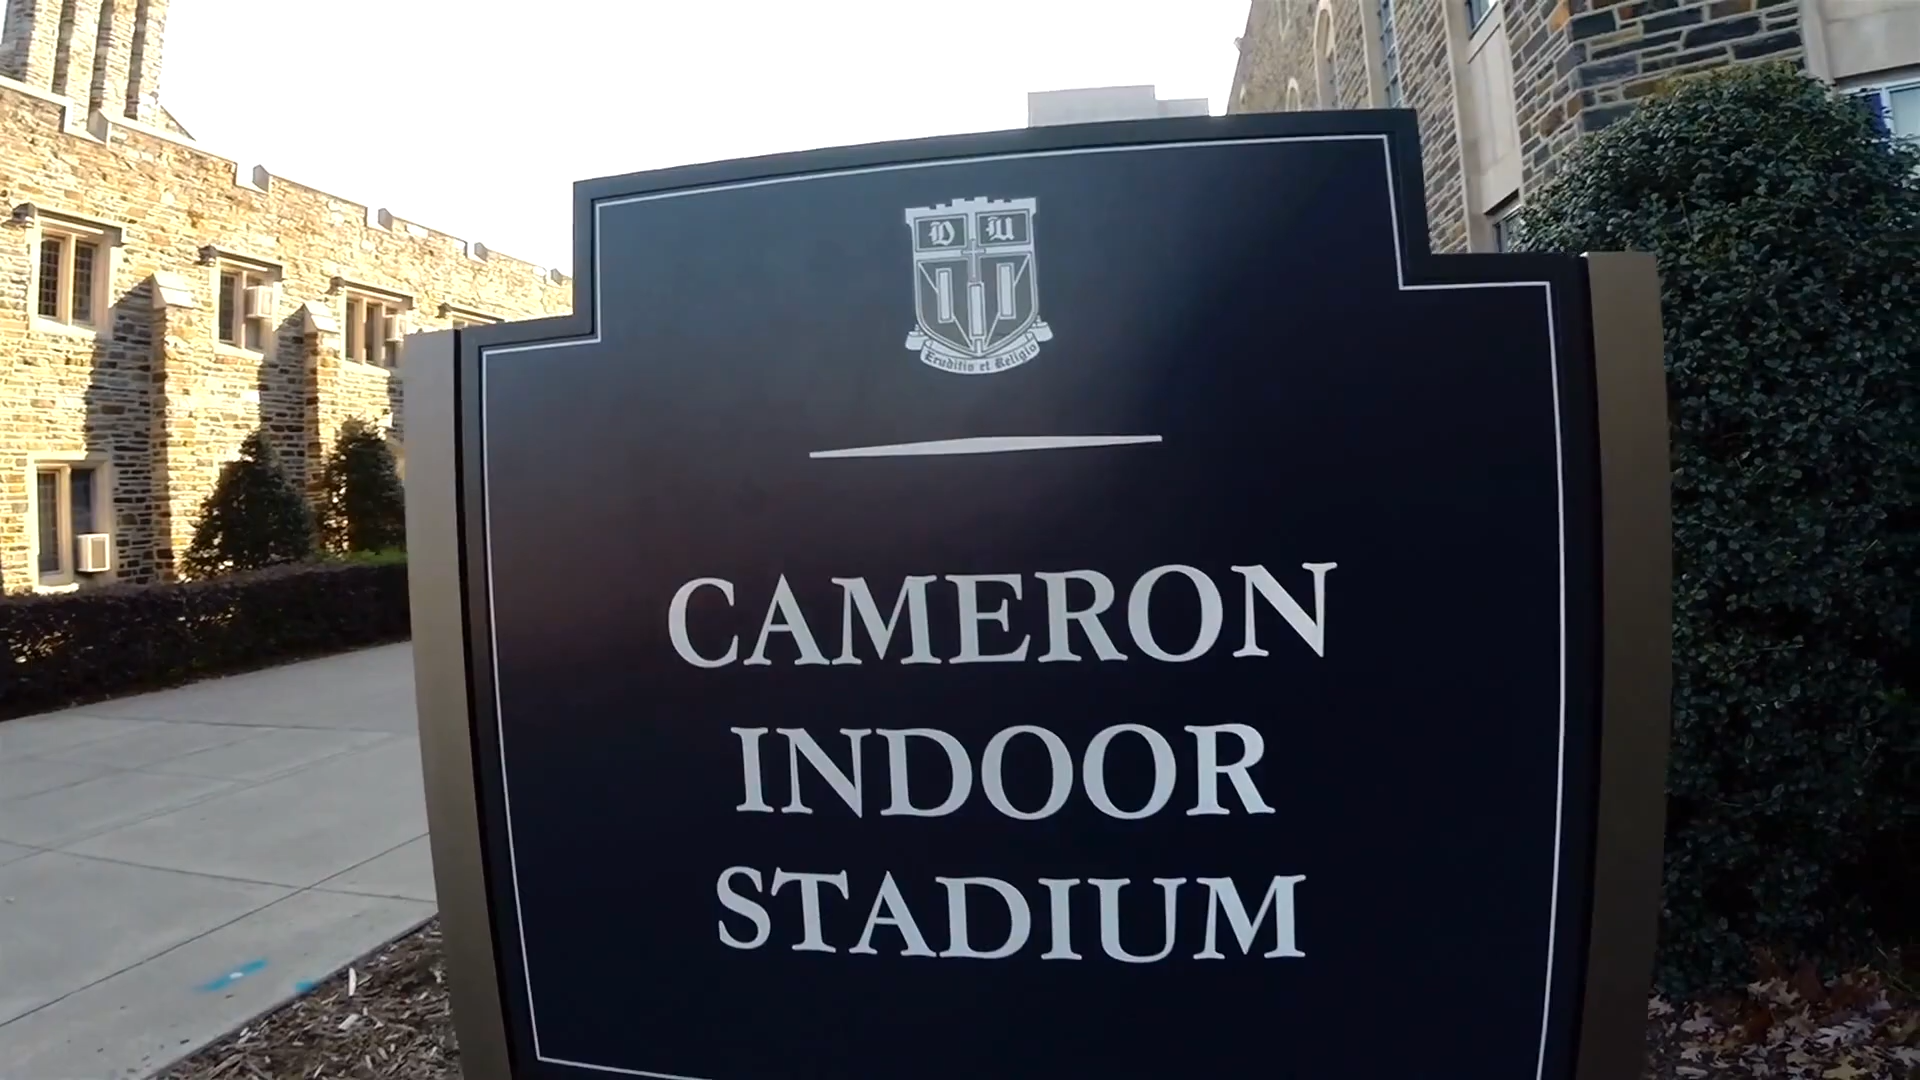 D U
Eruditio et Religio
CAMERON
INDOOR
STADIUM